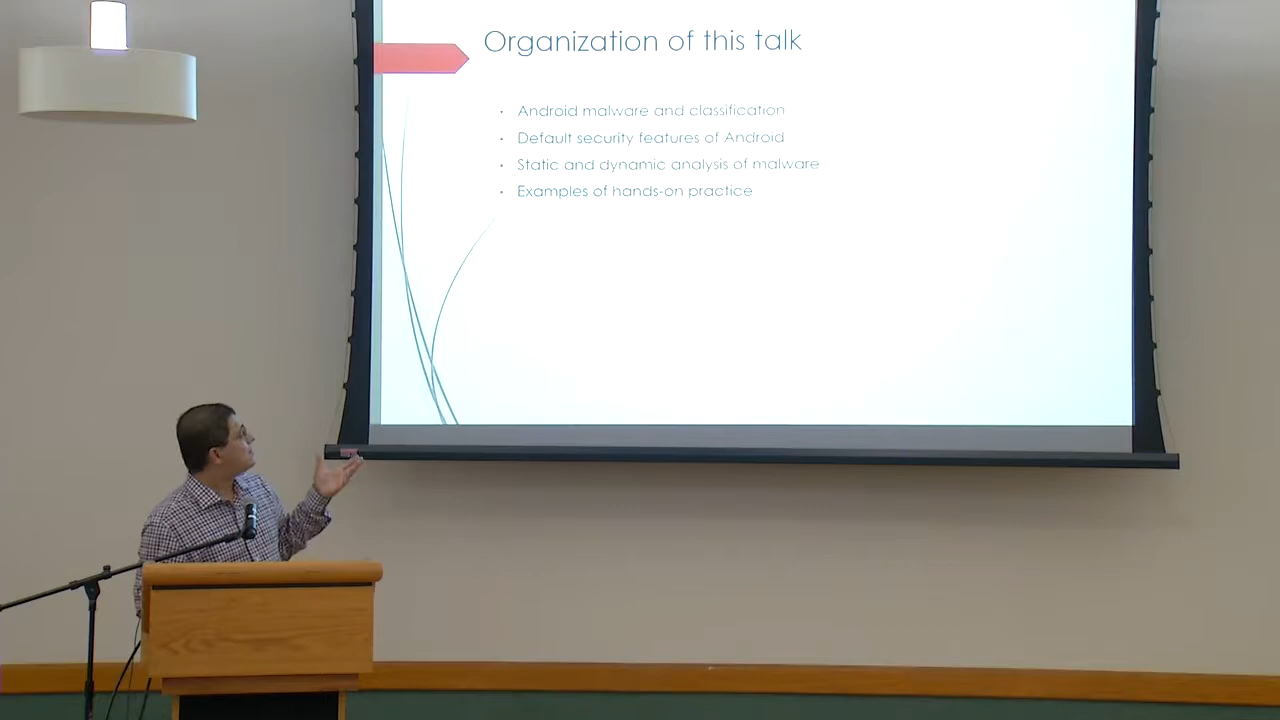 Organization of this talk
· Android malware and classification
· Default security features of Android
· Static and dynamic analysis of malware
· Examples of hands-on practice